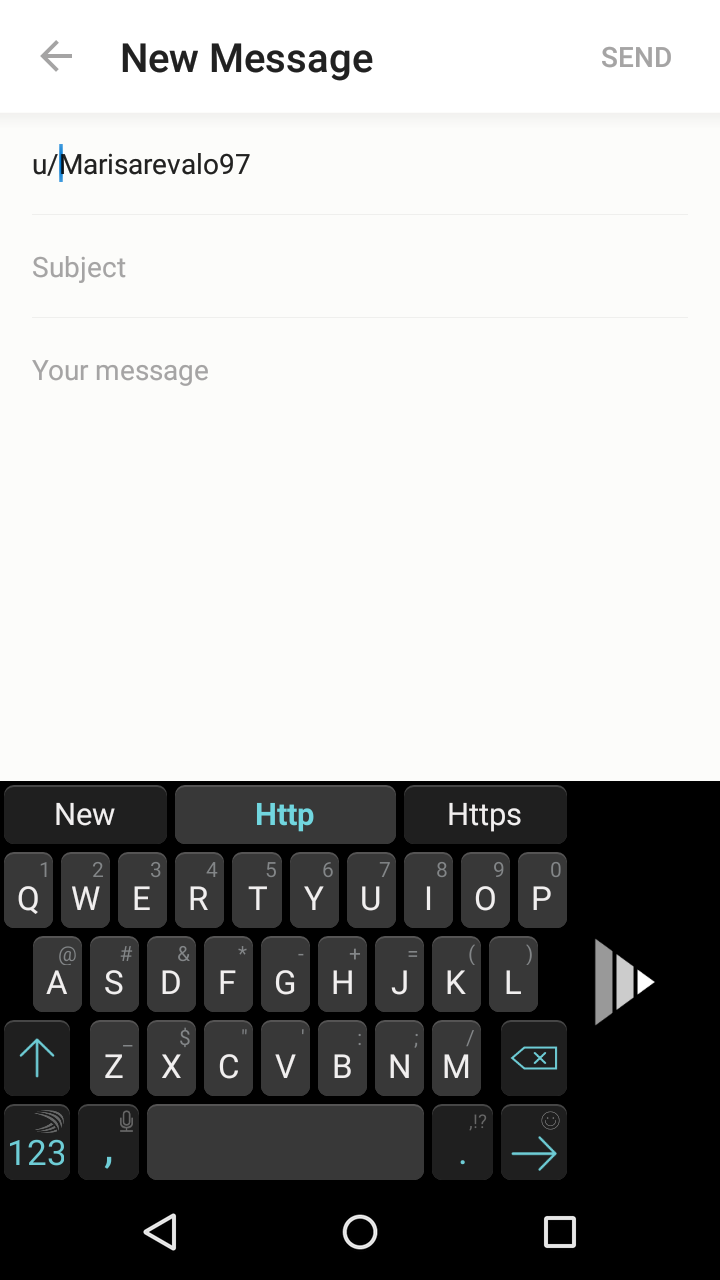 New Message SEND
u/Marisarevalo97
Subject
Your message
New Http Https
1 2 3 4 5 6 7 8 9 0
Q W E R T Y U I O P
@ # & * - + = ( )
A S D F G H J K L
_ $ " ' : ; /
Z X C V B N M
,!?
123 , .